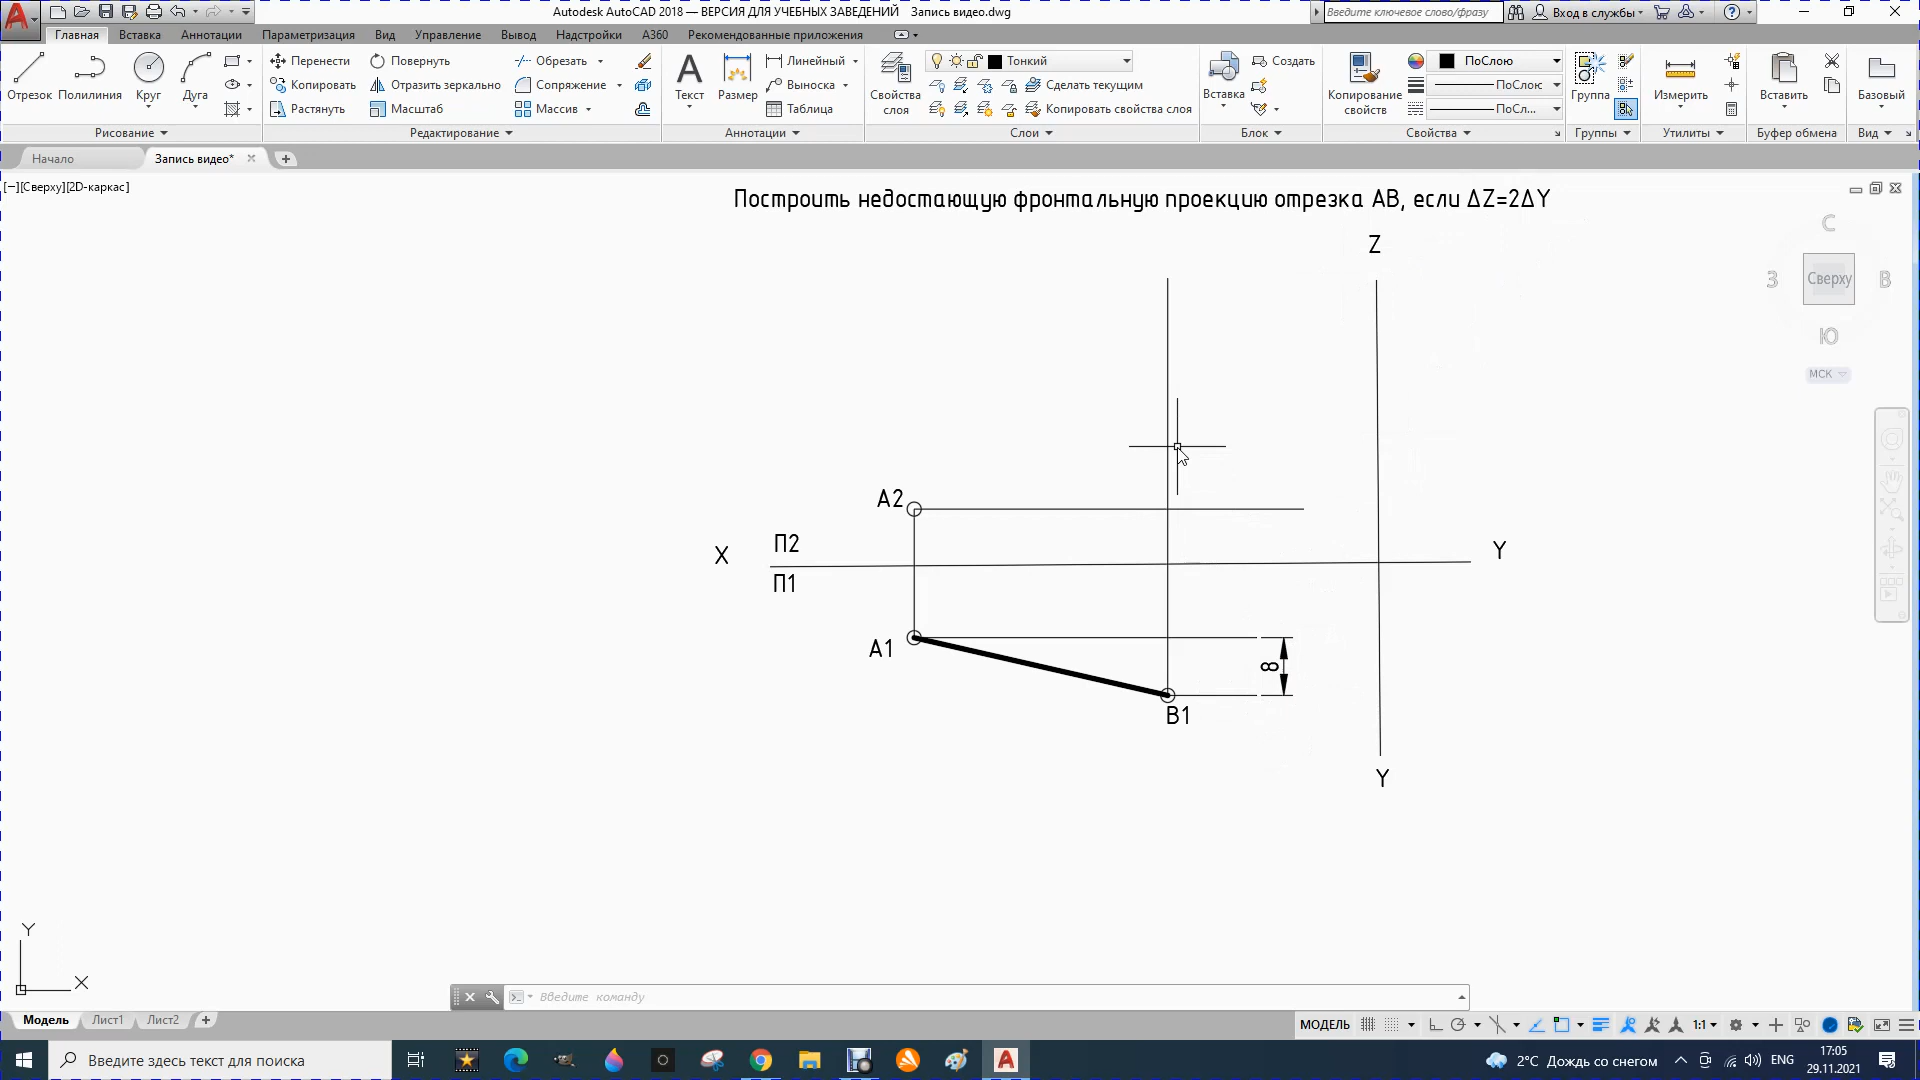 Autodesk AutoCAD 2018 — ВЕРСИЯ ДЛЯ УЧЕБНЫХ ЗАВЕДЕНИЙ Запись видео.dwg
Введите ключевое слово/фразу
Вход в службы
Главная Вставка Аннотации Параметризация Вид Управление Вывод Надстройки A360 Рекомендованные приложения
Отрезок Полилиния Круг Дуга
Рисование
Перенести Повернуть Обрезать
Копировать Отразить зеркально Сопряжение
Растянуть Масштаб Массив
Редактирование
Текст Размер
Линейный
Выноска
Таблица
Аннотации
Свойства слоя
Тонкий
Сделать текущим
Копировать свойства слоя
Слои
Вставка
Создать
Блок
Копирование свойств
ПоСлою
ПоСлок
ПоСл...
Свойства
Группа
Группы
Измерить
Утилиты
Вставить
Буфер обмена
Базовый
Вид
Начало Запись видео*
[−][Сверху][2D-каркас]
Построить недостающую фронтальную проекцию отрезка АВ, если ΔZ=2ΔY
Z
С
З Сверху В
Ю
МСК
A2
П2
X
Y
П1
A1
8
B1
Y
Y
X
Введите команду
Модель Лист1 Лист2
МОДЕЛЬ
1:1
Введите здесь текст для поиска
2°C Дождь со снегом
ENG
17:05
29.11.2021